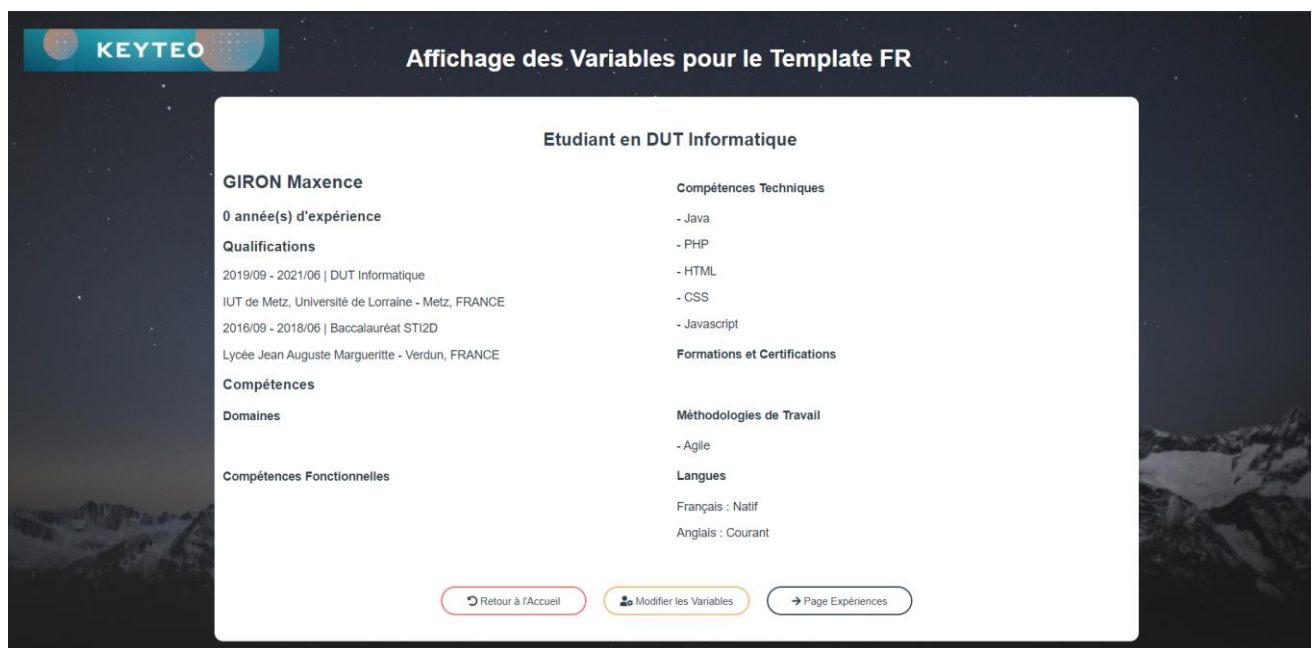 KEYTEO
Affichage des Variables pour le Template FR
Etudiant en DUT Informatique
GIRON Maxence
0 année(s) d'expérience
Qualifications
2019/09 - 2021/06 | DUT Informatique
IUT de Metz, Université de Lorraine - Metz, FRANCE
2016/09 - 2018/06 | Baccalauréat STI2D
Lycée Jean Auguste Margueritte - Verdun, FRANCE
Compétences
Domaines
Compétences Fonctionnelles
Compétences Techniques
- Java
- PHP
- HTML
- CSS
- Javascript
Formations et Certifications
Méthodologies de Travail
- Agile
Langues
Français : Natif
Anglais : Courant
Retour à l'Accueil
Modifier les Variables
Page Expériences